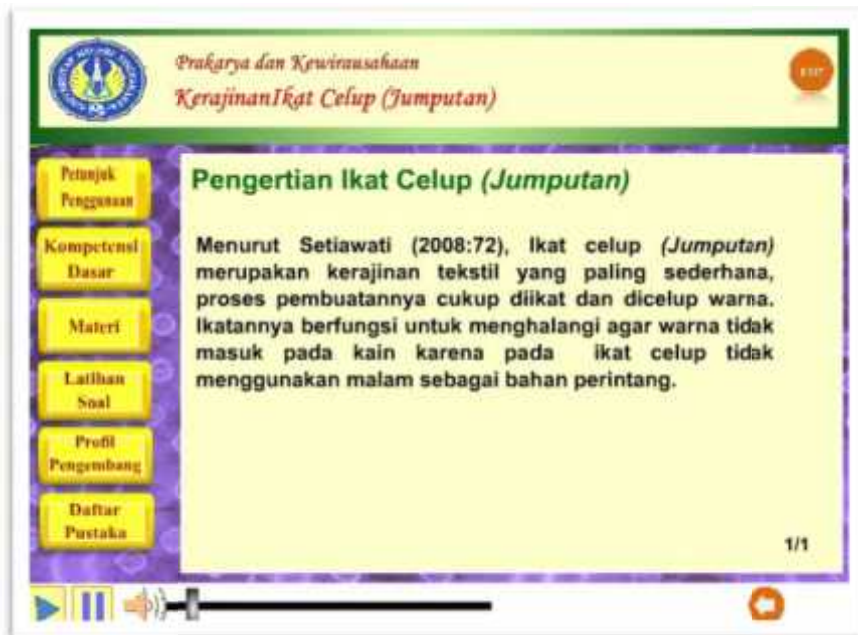 Prakarya dan Kewirausahaan
KerajinanIkat Celup (Jumputan)
EXIT
Petunjuk
Penggunaan
Kompetensi
Dasar
Materi
Latihan
Soal
Profil
Pengembang
Daftar
Pustaka
Pengertian Ikat Celup (Jumputan)
Menurut Setiawati (2008:72), Ikat celup (Jumputan)
merupakan kerajinan tekstil yang paling sederhana,
proses pembuatannya cukup diikat dan dicelup warna.
Ikatannya berfungsi untuk menghalangi agar warna tidak
masuk pada kain karena pada ikat celup tidak
menggunakan malam sebagai bahan perintang.
1/1